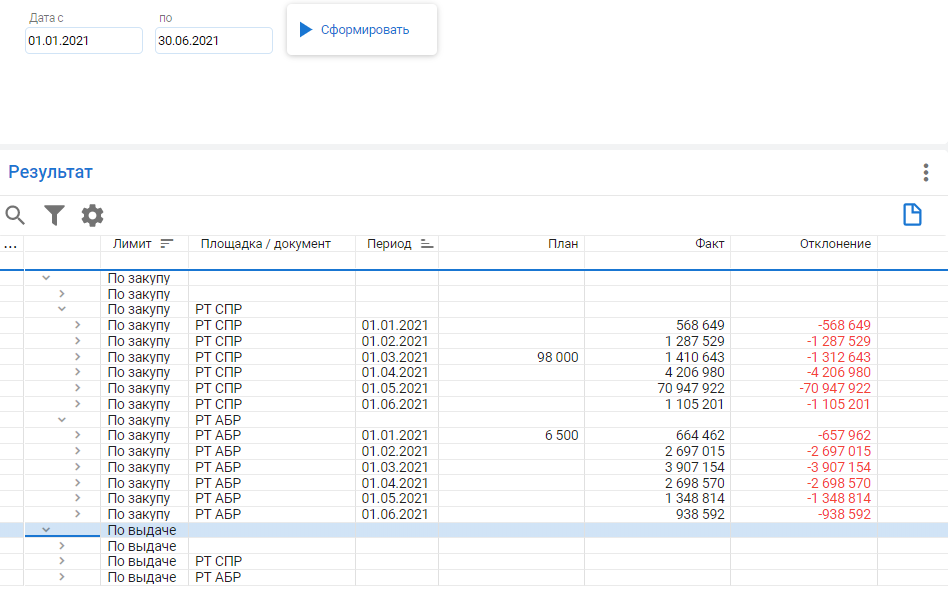 Дата с по
01.01.2021 30.06.2021 Сформировать
Результат
... Лимит Площадка / документ Период План Факт Отклонение
По закупу
По закупу
По закупу РТ СПР
По закупу РТ СПР 01.01.2021 568 649 -568 649
По закупу РТ СПР 01.02.2021 1 287 529 -1 287 529
По закупу РТ СПР 01.03.2021 98 000 1 410 643 -1 312 643
По закупу РТ СПР 01.04.2021 4 206 980 -4 206 980
По закупу РТ СПР 01.05.2021 70 947 922 -70 947 922
По закупу РТ СПР 01.06.2021 1 105 201 -1 105 201
По закупу РТ АБР
По закупу РТ АБР 01.01.2021 6 500 664 462 -657 962
По закупу РТ АБР 01.02.2021 2 697 015 -2 697 015
По закупу РТ АБР 01.03.2021 3 907 154 -3 907 154
По закупу РТ АБР 01.04.2021 2 698 570 -2 698 570
По закупу РТ АБР 01.05.2021 1 348 814 -1 348 814
По закупу РТ АБР 01.06.2021 938 592 -938 592
По выдаче
По выдаче
По выдаче РТ СПР
По выдаче РТ АБР